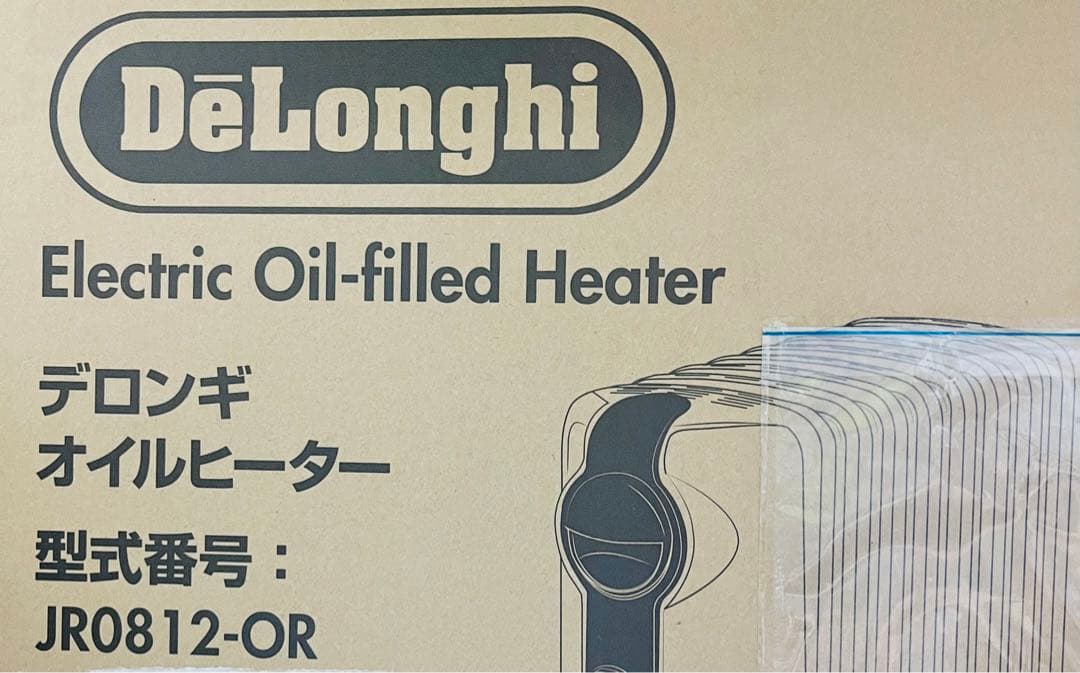 DēLonghi
Electric Oil-filled Heater
デロンギ
オイルヒーター
型式番号：
JR0812-OR